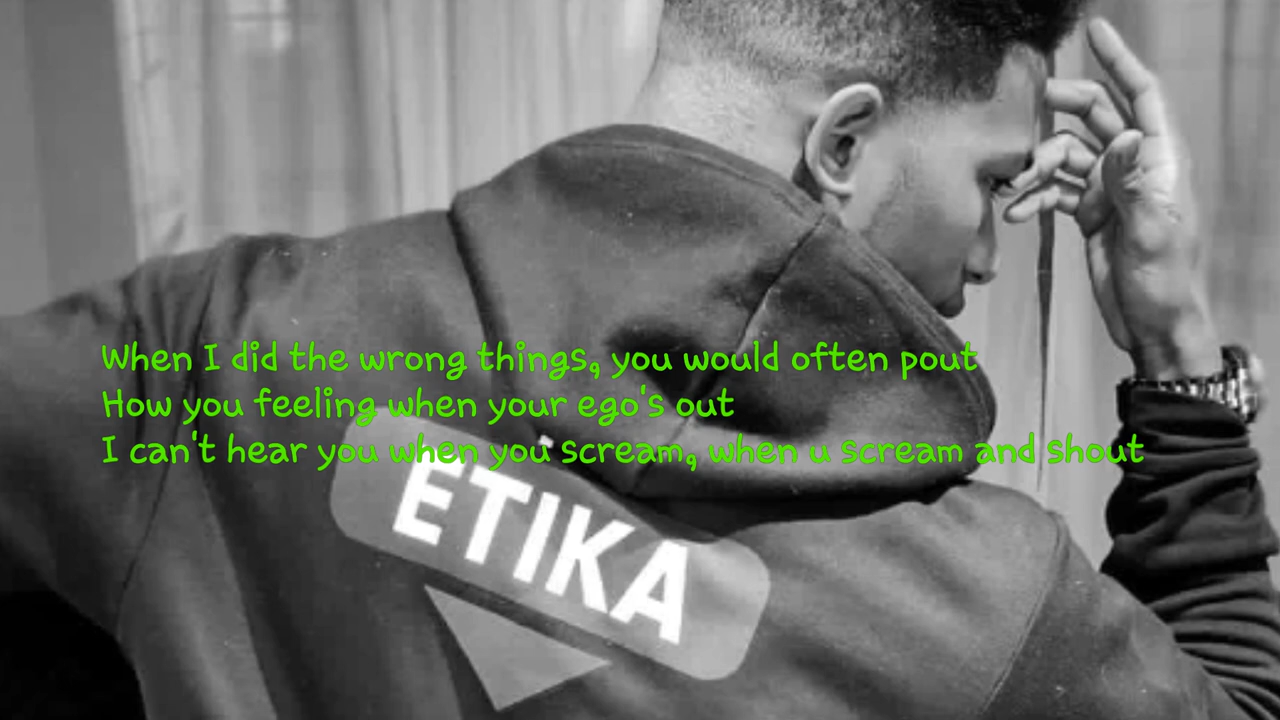 When I did the wrong things, you would often pout
How you feeling when your ego's out
I can't hear you when you scream, when u scream and shout
ETIKA